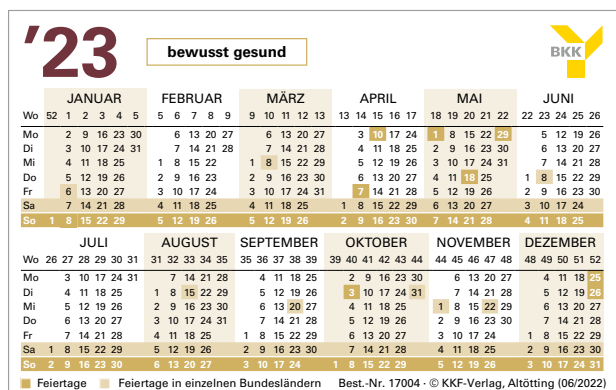 '23
bewusst gesund
BKK
JANUAR FEBRUAR MÄRZ APRIL MAI JUNI
Wo 52 1 2 3 4 5 5 6 7 8 9 9 10 11 12 13 13 14 15 16 17 18 19 20 21 22 22 23 24 25 26
Mo 2 9 16 23 30 6 13 20 27 6 13 20 27 3 10 17 24 1 8 15 22 29 5 12 19 26
Di 3 10 17 24 31 7 14 21 28 7 14 21 28 4 11 18 25 2 9 16 23 30 6 13 20 27
Mi 4 11 18 25 1 8 15 22 1 8 15 22 29 5 12 19 26 3 10 17 24 31 7 14 21 28
Do 5 12 19 26 2 9 16 23 2 9 16 23 30 6 13 20 27 4 11 18 25 1 8 15 22 29
Fr 6 13 20 27 3 10 17 24 3 10 17 24 31 7 14 21 28 5 12 19 26 2 9 16 23 30
Sa 7 14 21 28 4 11 18 25 4 11 18 25 1 8 15 22 29 6 13 20 27 3 10 17 24
So 1 8 15 22 29 5 12 19 26 5 12 19 26 2 9 16 23 30 7 14 21 28 4 11 18 25
JULI AUGUST SEPTEMBER OKTOBER NOVEMBER DEZEMBER
Wo 26 27 28 29 30 31 31 32 33 34 35 35 36 37 38 39 39 40 41 42 43 44 44 45 46 47 48 48 49 50 51 52
Mo 3 10 17 24 31 7 14 21 28 4 11 18 25 2 9 16 23 30 6 13 20 27 4 11 18 25
Di 4 11 18 25 1 8 15 22 29 5 12 19 26 3 10 17 24 31 7 14 21 28 5 12 19 26
Mi 5 12 19 26 2 9 16 23 30 6 13 20 27 4 11 18 25 1 8 15 22 29 6 13 20 27
Do 6 13 20 27 3 10 17 24 31 7 14 21 28 5 12 19 26 2 9 16 23 30 7 14 21 28
Fr 7 14 21 28 4 11 18 25 1 8 15 22 29 6 13 20 27 3 10 17 24 1 8 15 22 29
Sa 1 8 15 22 29 5 12 19 26 2 9 16 23 30 7 14 21 28 4 11 18 25 2 9 16 23 30
So 2 9 16 23 30 6 13 20 27 3 10 17 24 1 8 15 22 29 5 12 19 26 3 10 17 24 31
Feiertage Feiertage in einzelnen Bundesländern Best.-Nr. 17004 · © KKF-Verlag, Altötting (06/2022)